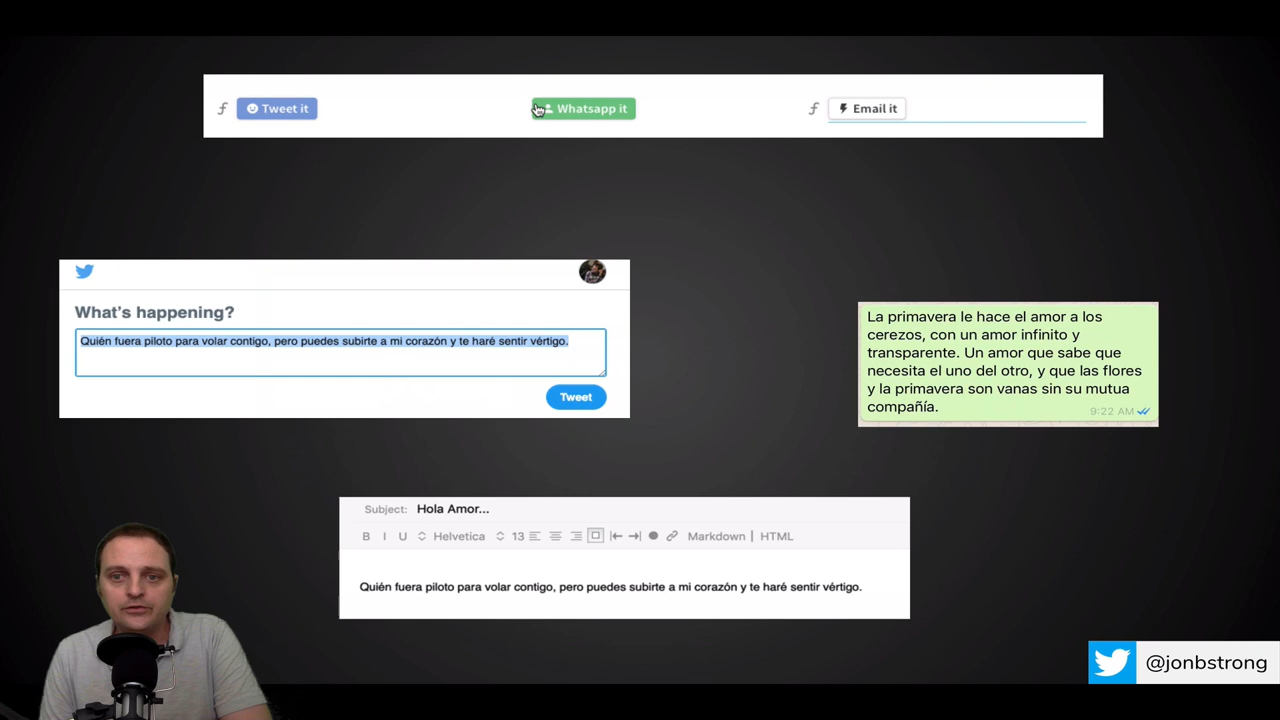 Tweet it
Whatsapp it
Email it
What's happening?
Quién fuera piloto para volar contigo, pero puedes subirte a mi corazón y te haré sentir vértigo.
Tweet
La primavera le hace el amor a los
cerezos, con un amor infinito y
transparente. Un amor que sabe que
necesita el uno del otro, y que las flores
y la primavera son vanas sin su mutua
compañía.
9:22 AM
Subject: Hola Amor...
B I U Helvetica 13 Markdown | HTML
Quién fuera piloto para volar contigo, pero puedes subirte a mi corazón y te haré sentir vértigo.
@jonbstrong